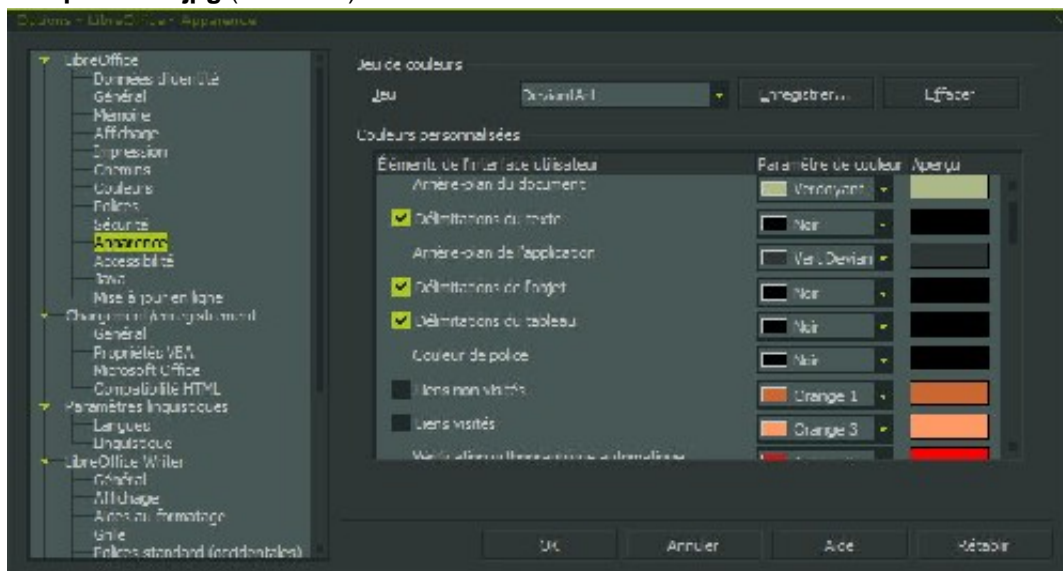 Options - LibreOffice - Apparence
LibreOffice
Données d'identité
Général
Mémoire
Affichage
Impression
Chemins
Couleurs
Polices
Sécurité
Apparence
Accessibilité
Java
Mise à jour en ligne
Chargement/enregistrement
Général
Propriétés VBA
Microsoft Office
Compatibilité HTML
Paramètres linguistiques
Langues
Linguistique
LibreOffice Writer
Général
Affichage
Aides au formatage
Grille
Polices standard (occidentales)
Jeu de couleurs
Jeu DeviantArt Enregistrer... Effacer
Couleurs personnalisées
Éléments de l'interface utilisateur Paramètre de couleur Aperçu
Arrière-plan du document
Délimitations du texte Noir
Arrière-plan de l'application Vert Devian
Délimitations de l'objet Noir
Délimitations du tableau Noir
Couleur de police Noir
Liens non visités Orange 1
Liens visités Orange 3
Vérification orthographique automatique
OK Annuler Aide Rétablir